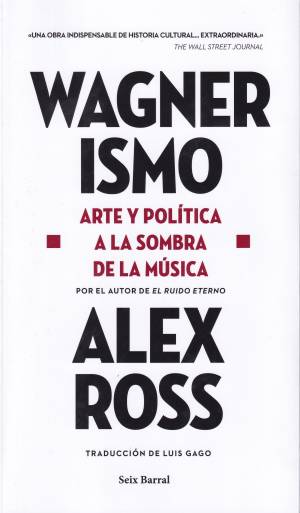 «UNA OBRA INDISPENSABLE DE HISTORIA CULTURAL... EXTRAORDINARIA.»
THE WALL STREET JOURNAL
WAGNER
ISMO
ARTE Y POLÍTICA
A LA SOMBRA
DE LA MÚSICA
POR EL AUTOR DE EL RUIDO ETERNO
ALEX
ROSS
TRADUCCIÓN DE LUIS GAGO
Seix Barral